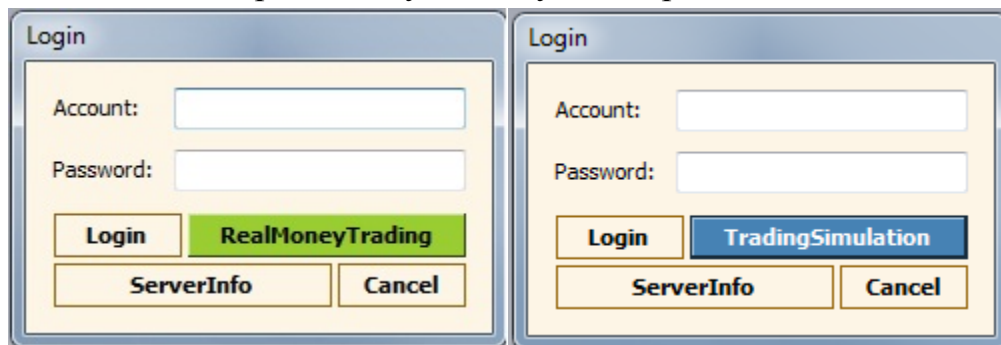 Login
Account:
Password:
Login RealMoneyTrading
ServerInfo Cancel
Login
Account:
Password:
Login TradingSimulation
ServerInfo Cancel